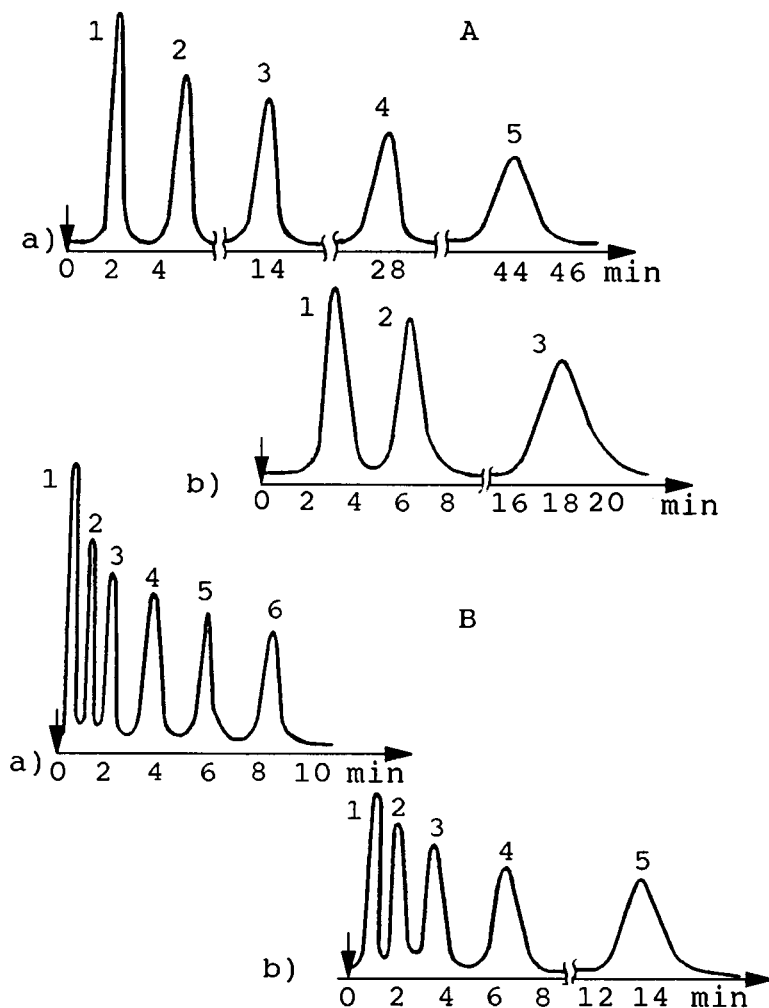 A
1 2 3 4 5
a)
0 2 4 14 28 44 46 min
1 2 3
b)
0 2 4 6 8 16 18 20 min
B
1 2 3 4 5 6
a)
0 2 4 6 8 10 min
1 2 3 4 5
b)
0 2 4 6 8 12 14 min